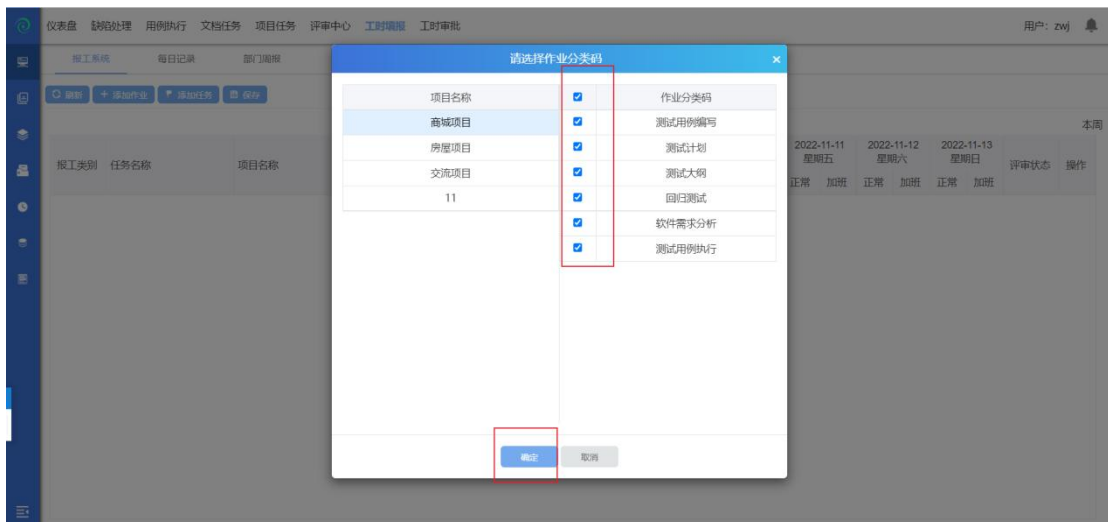 仪表盘 缺陷处理 用例执行 文档任务 项目任务 评审中心 工时填报 工时审批 用户: zwj
报工系统 每日记录 部门周报
请选择作业分类码 ×
刷新 + 添加作业 添加任务 保存
项目名称 作业分类码
商城项目 测试用例编写
房屋项目 测试计划
交流项目 测试大纲
11 回归测试
软件需求分析
测试用例执行
本周
报工类别 任务名称 项目名称 2022-11-11 2022-11-12 2022-11-13 评审状态 操作
星期五 星期六 星期日
正常 加班 正常 加班 正常 加班
确定 取消